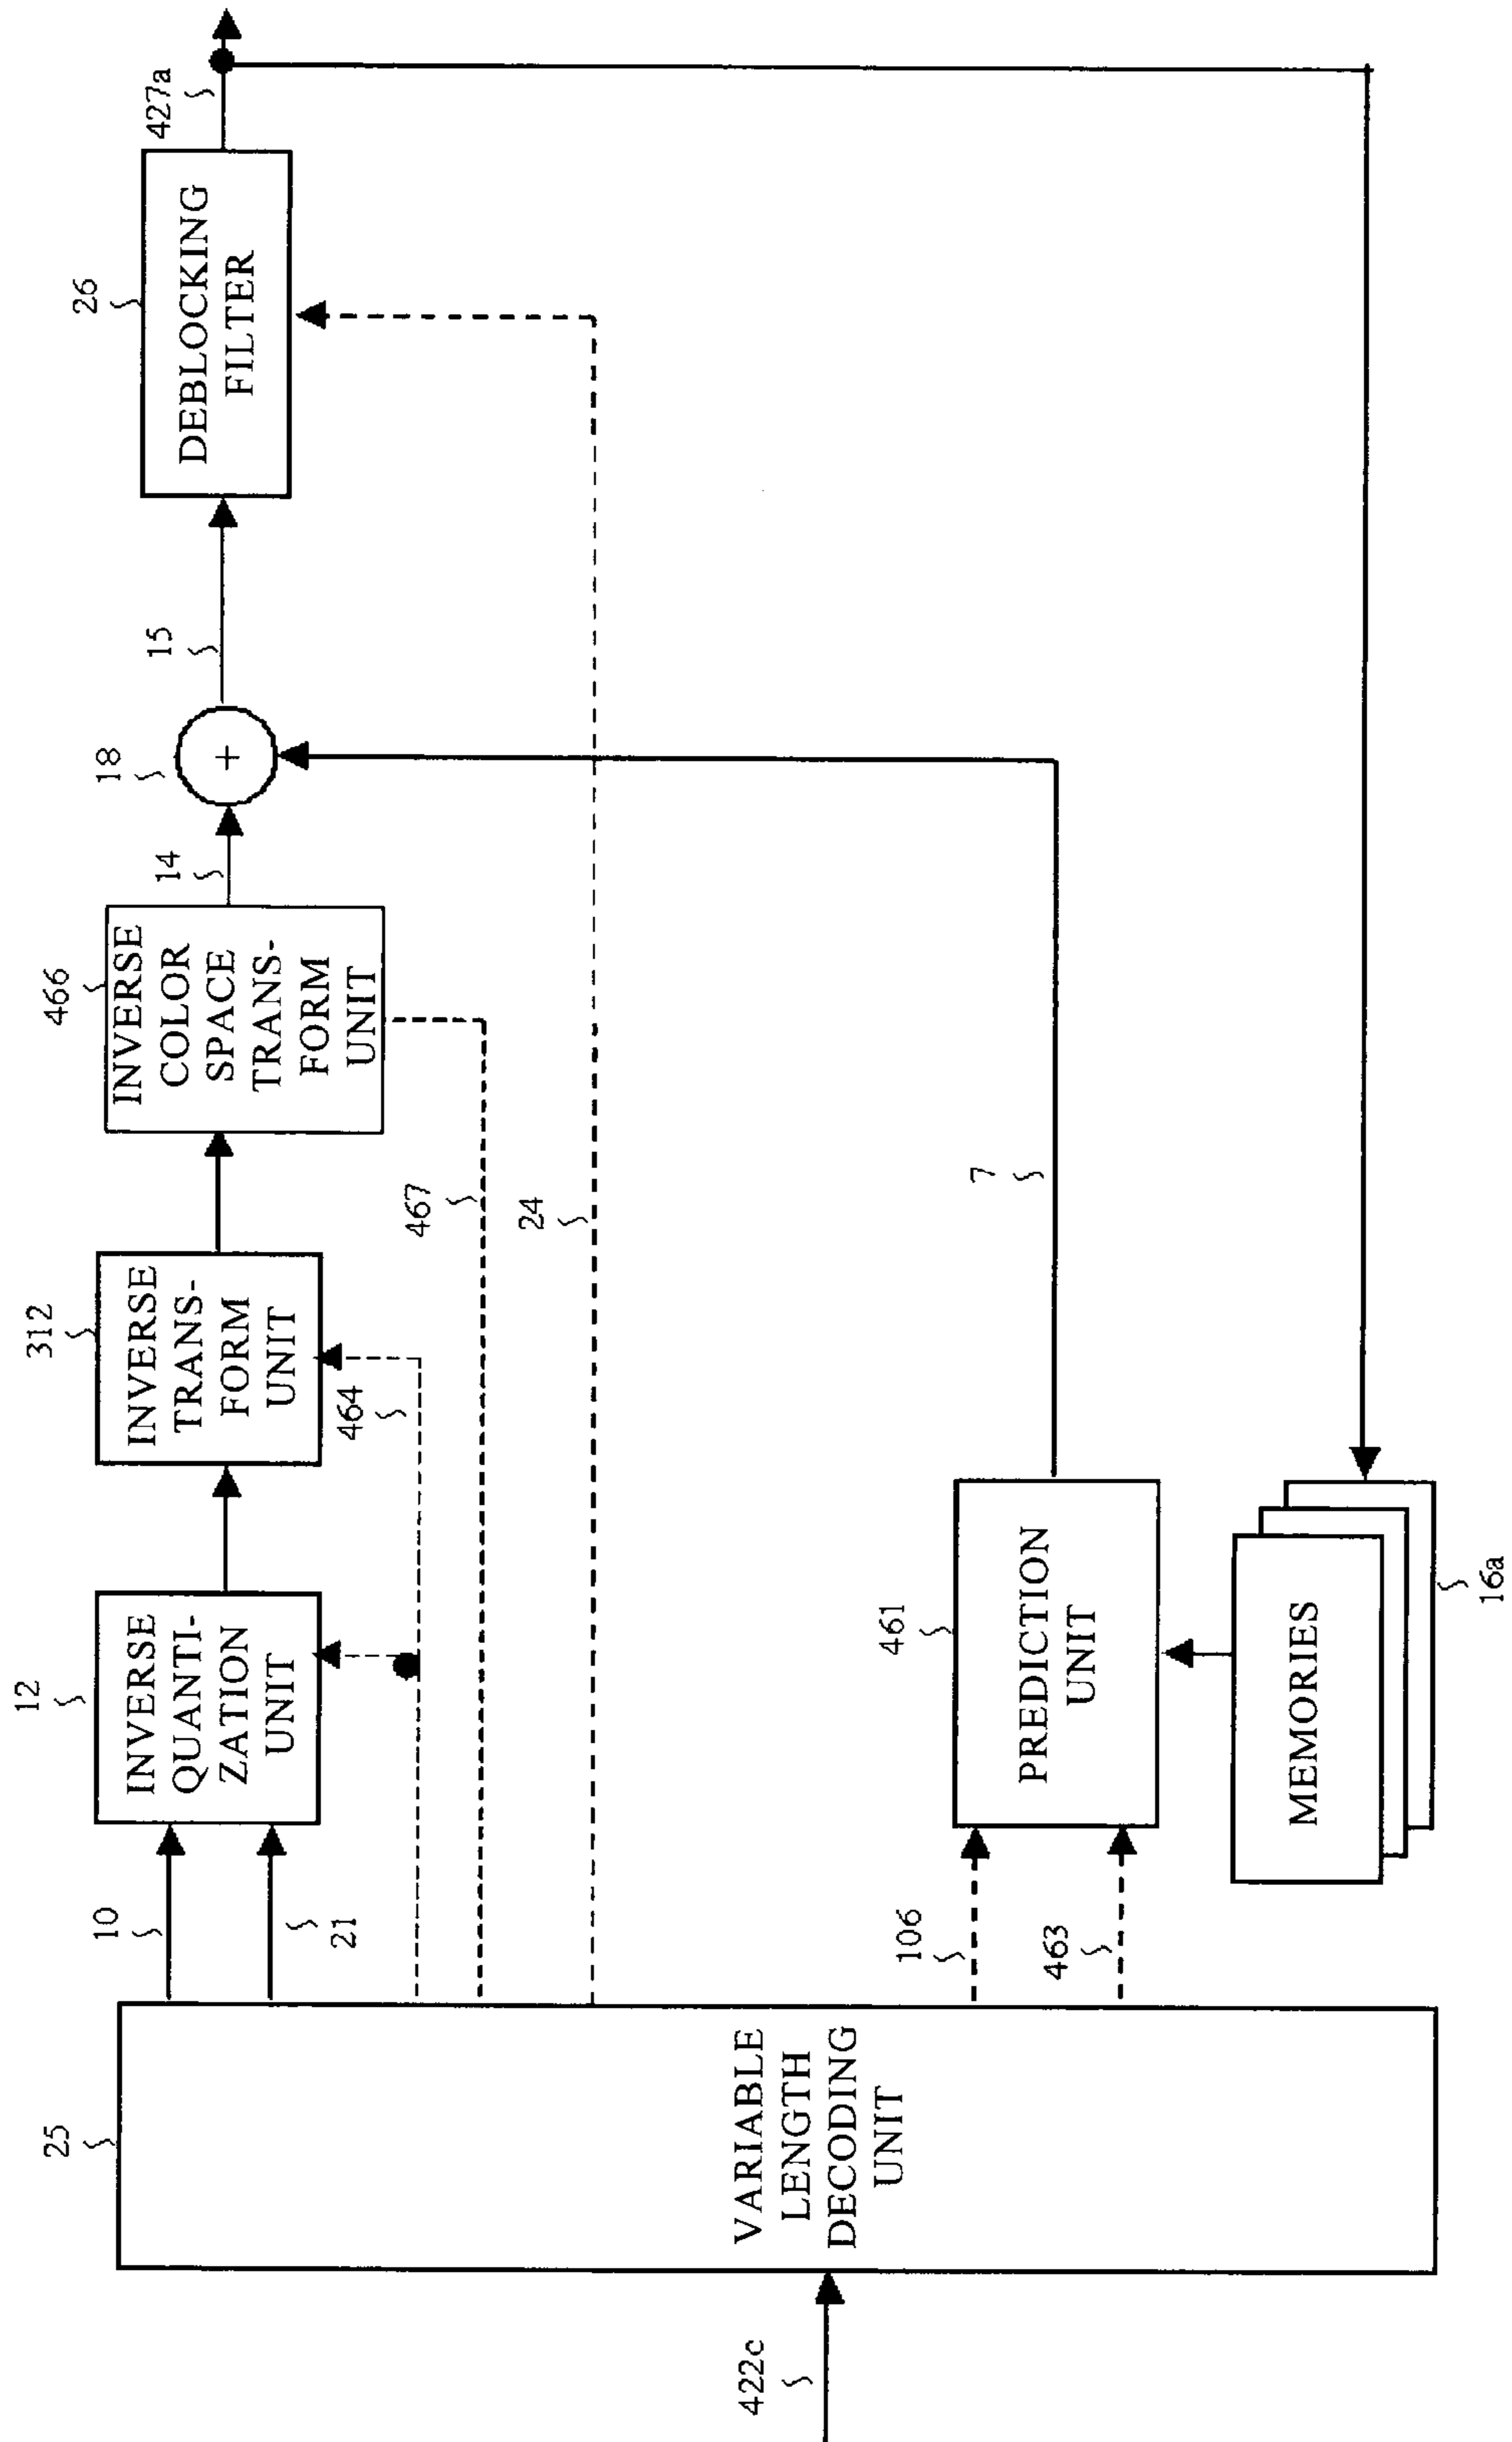 422c
25
VARIABLE
LENGTH
DECODING
UNIT
10
21
12
INVERSE
QUANTI-
ZATION
UNIT
464
312
INVERSE
TRANS-
FORM
UNIT
467
24
466
INVERSE
COLOR
SPACE
TRANS-
FORM
UNIT
14
18
+
15
26
DEBLOCKING
FILTER
427a
106
463
461
PREDICTION
UNIT
7
MEMORIES
16a